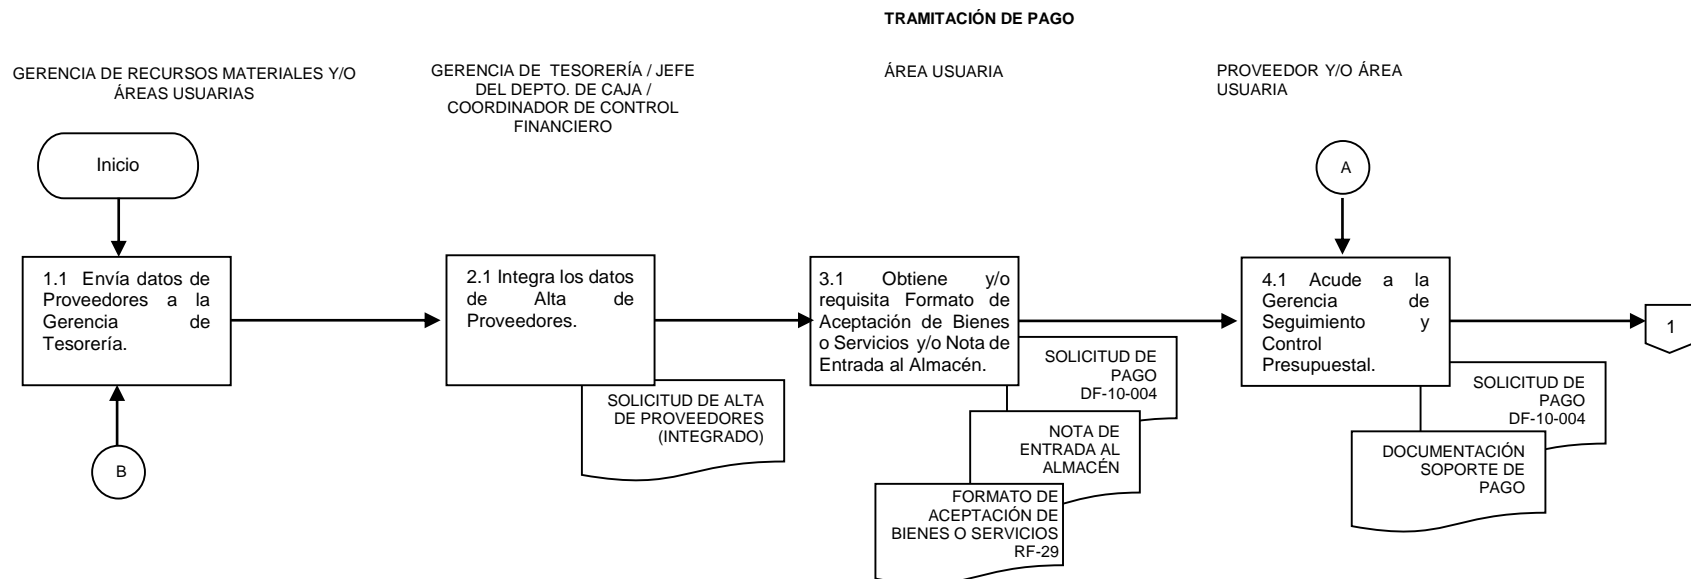 TRAMITACIÓN DE PAGO
GERENCIA DE RECURSOS MATERIALES Y/O
ÁREAS USUARIAS
GERENCIA DE TESORERÍA / JEFE
DEL DEPTO. DE CAJA /
COORDINADOR DE CONTROL
FINANCIERO
ÁREA USUARIA
PROVEEDOR Y/O ÁREA
USUARIA
Inicio
A
1.1 Envía datos de
Proveedores a la
Gerencia de
Tesorería.
2.1 Integra los datos
de Alta de
Proveedores.
3.1 Obtiene y/o
requisita Formato de
Aceptación de Bienes
o Servicios y/o Nota de
Entrada al Almacén.
4.1 Acude a la
Gerencia de
Seguimiento y
Control
Presupuestal.
1
SOLICITUD DE ALTA
DE PROVEEDORES
(INTEGRADO)
SOLICITUD DE
PAGO
DF-10-004
NOTA DE
ENTRADA AL
ALMACÉN
FORMATO DE
ACEPTACIÓN DE
BIENES O SERVICIOS
RF-29
SOLICITUD DE
PAGO
DF-10-004
DOCUMENTACIÓN
SOPORTE DE
PAGO
B